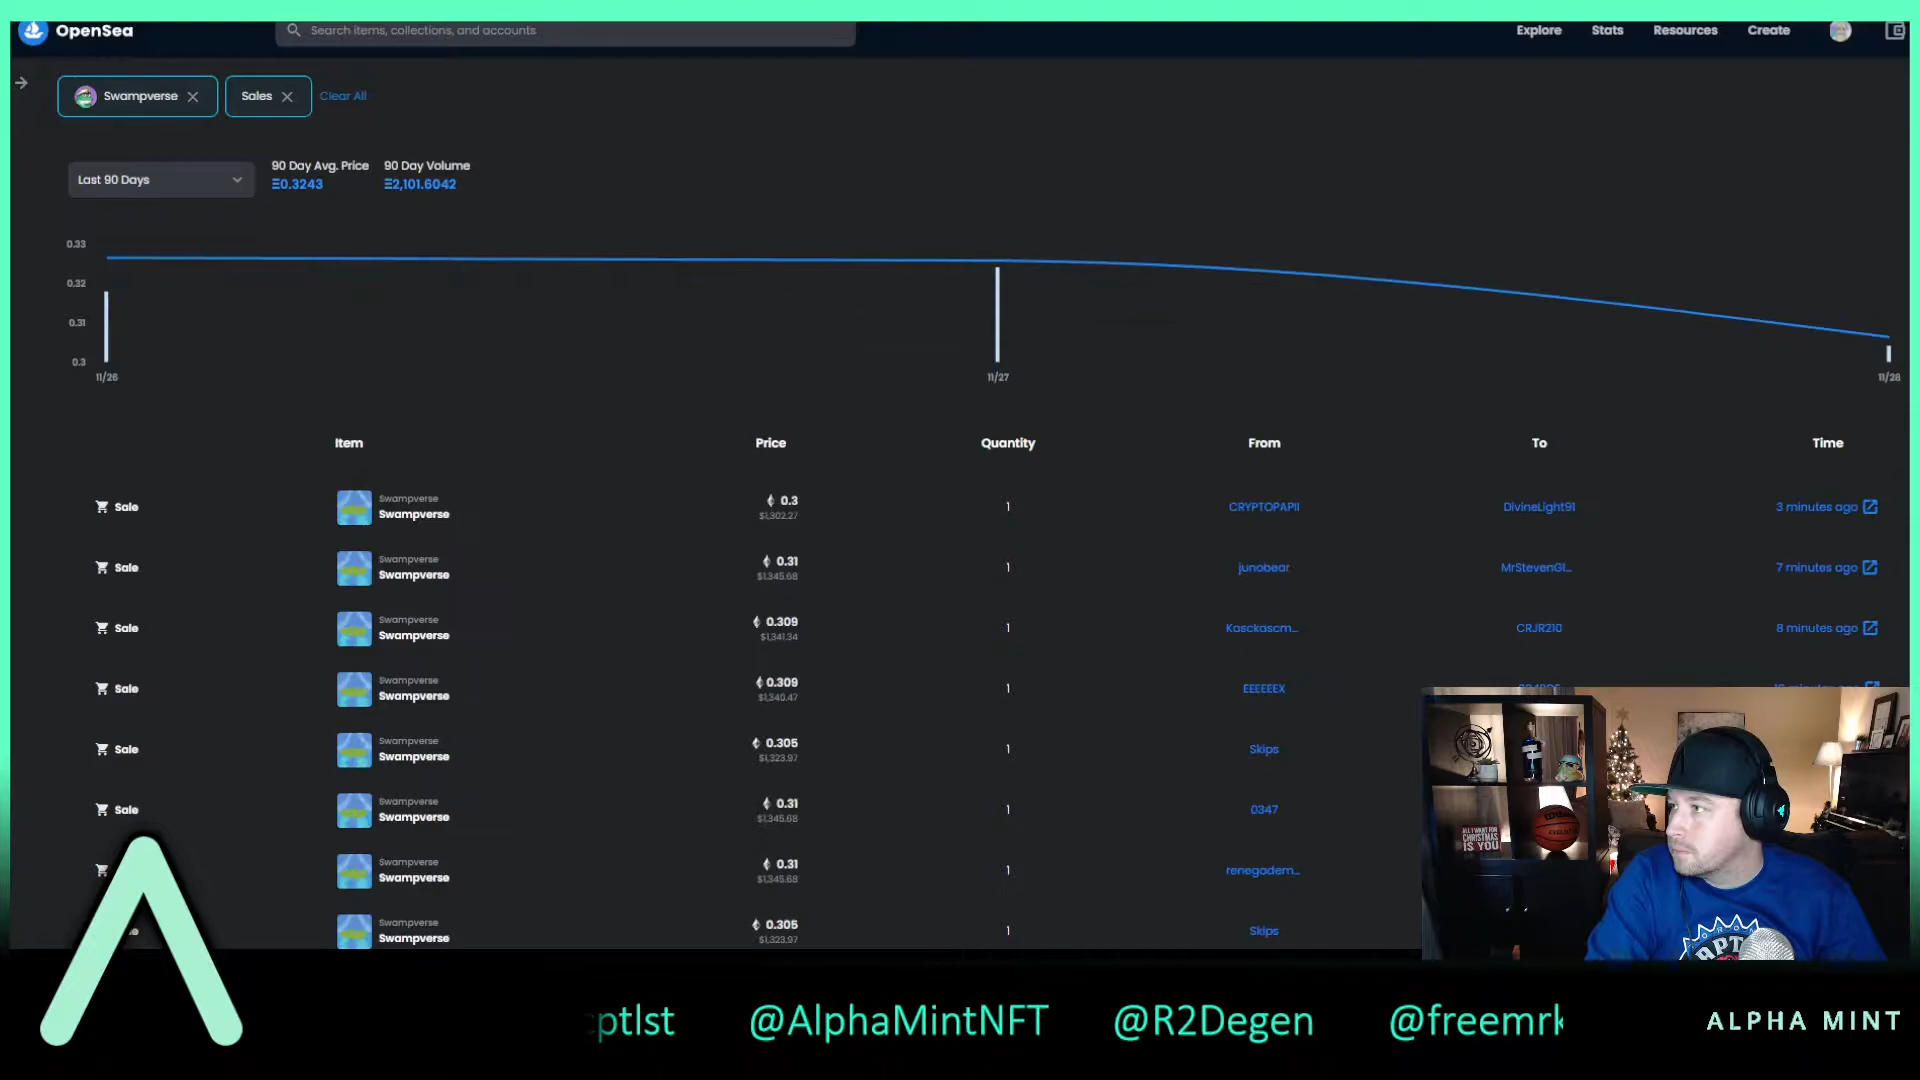 OpenSea
Search items, collections, and accounts
Explore Stats Resources Create
Swampverse Sales Clear All
Last 90 Days
90 Day Avg. Price 90 Day Volume
Ξ0.3243 Ξ2,101.6042
0.33
0.32
0.31
0.3
11/26 11/27 11/28
Item Price Quantity From To Time
Sale Swampverse Swampverse 0.3 $1,302.27 1 CRYPTOPAPII DivineLight91 3 minutes ago
Sale Swampverse Swampverse 0.31 $1,345.68 1 junobear MrStevenGl... 7 minutes ago
Sale Swampverse Swampverse 0.309 $1,341.34 1 Kasckascm... CRJR210 8 minutes ago
Sale Swampverse Swampverse 0.309 $1,340.47 1 EEEEEEX
Sale Swampverse Swampverse 0.305 $1,323.97 1 Skips
Sale Swampverse Swampverse 0.31 $1,345.68 1 0347
Swampverse Swampverse 0.31 $1,345.68 1 renegadem...
Swampverse Swampverse 0.305 $1,323.97 1 Skips
ALL I WANT FOR
CHRISTMAS
IS YOU
Wilson
ptlst @AlphaMintNFT @R2Degen @freemrk
ALPHA MINT